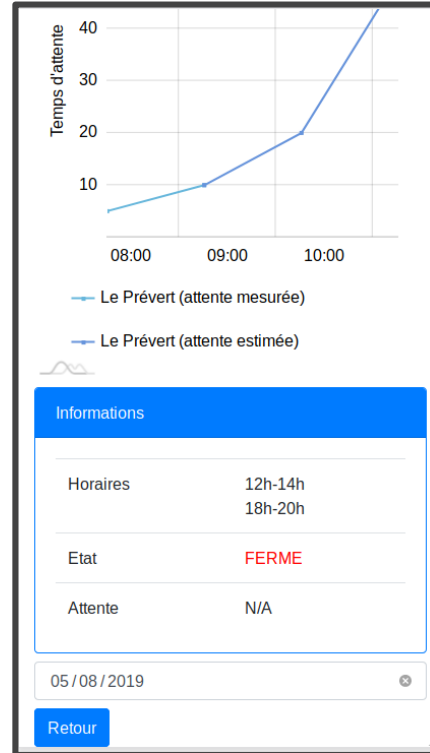 Temps d'attente
40
30
20
10
08:00 09:00 10:00
Le Prévert (attente mesurée)
Le Prévert (attente estimée)
Informations
Horaires 12h-14h
18h-20h
Etat FERME
Attente N/A
05/08/2019
Retour